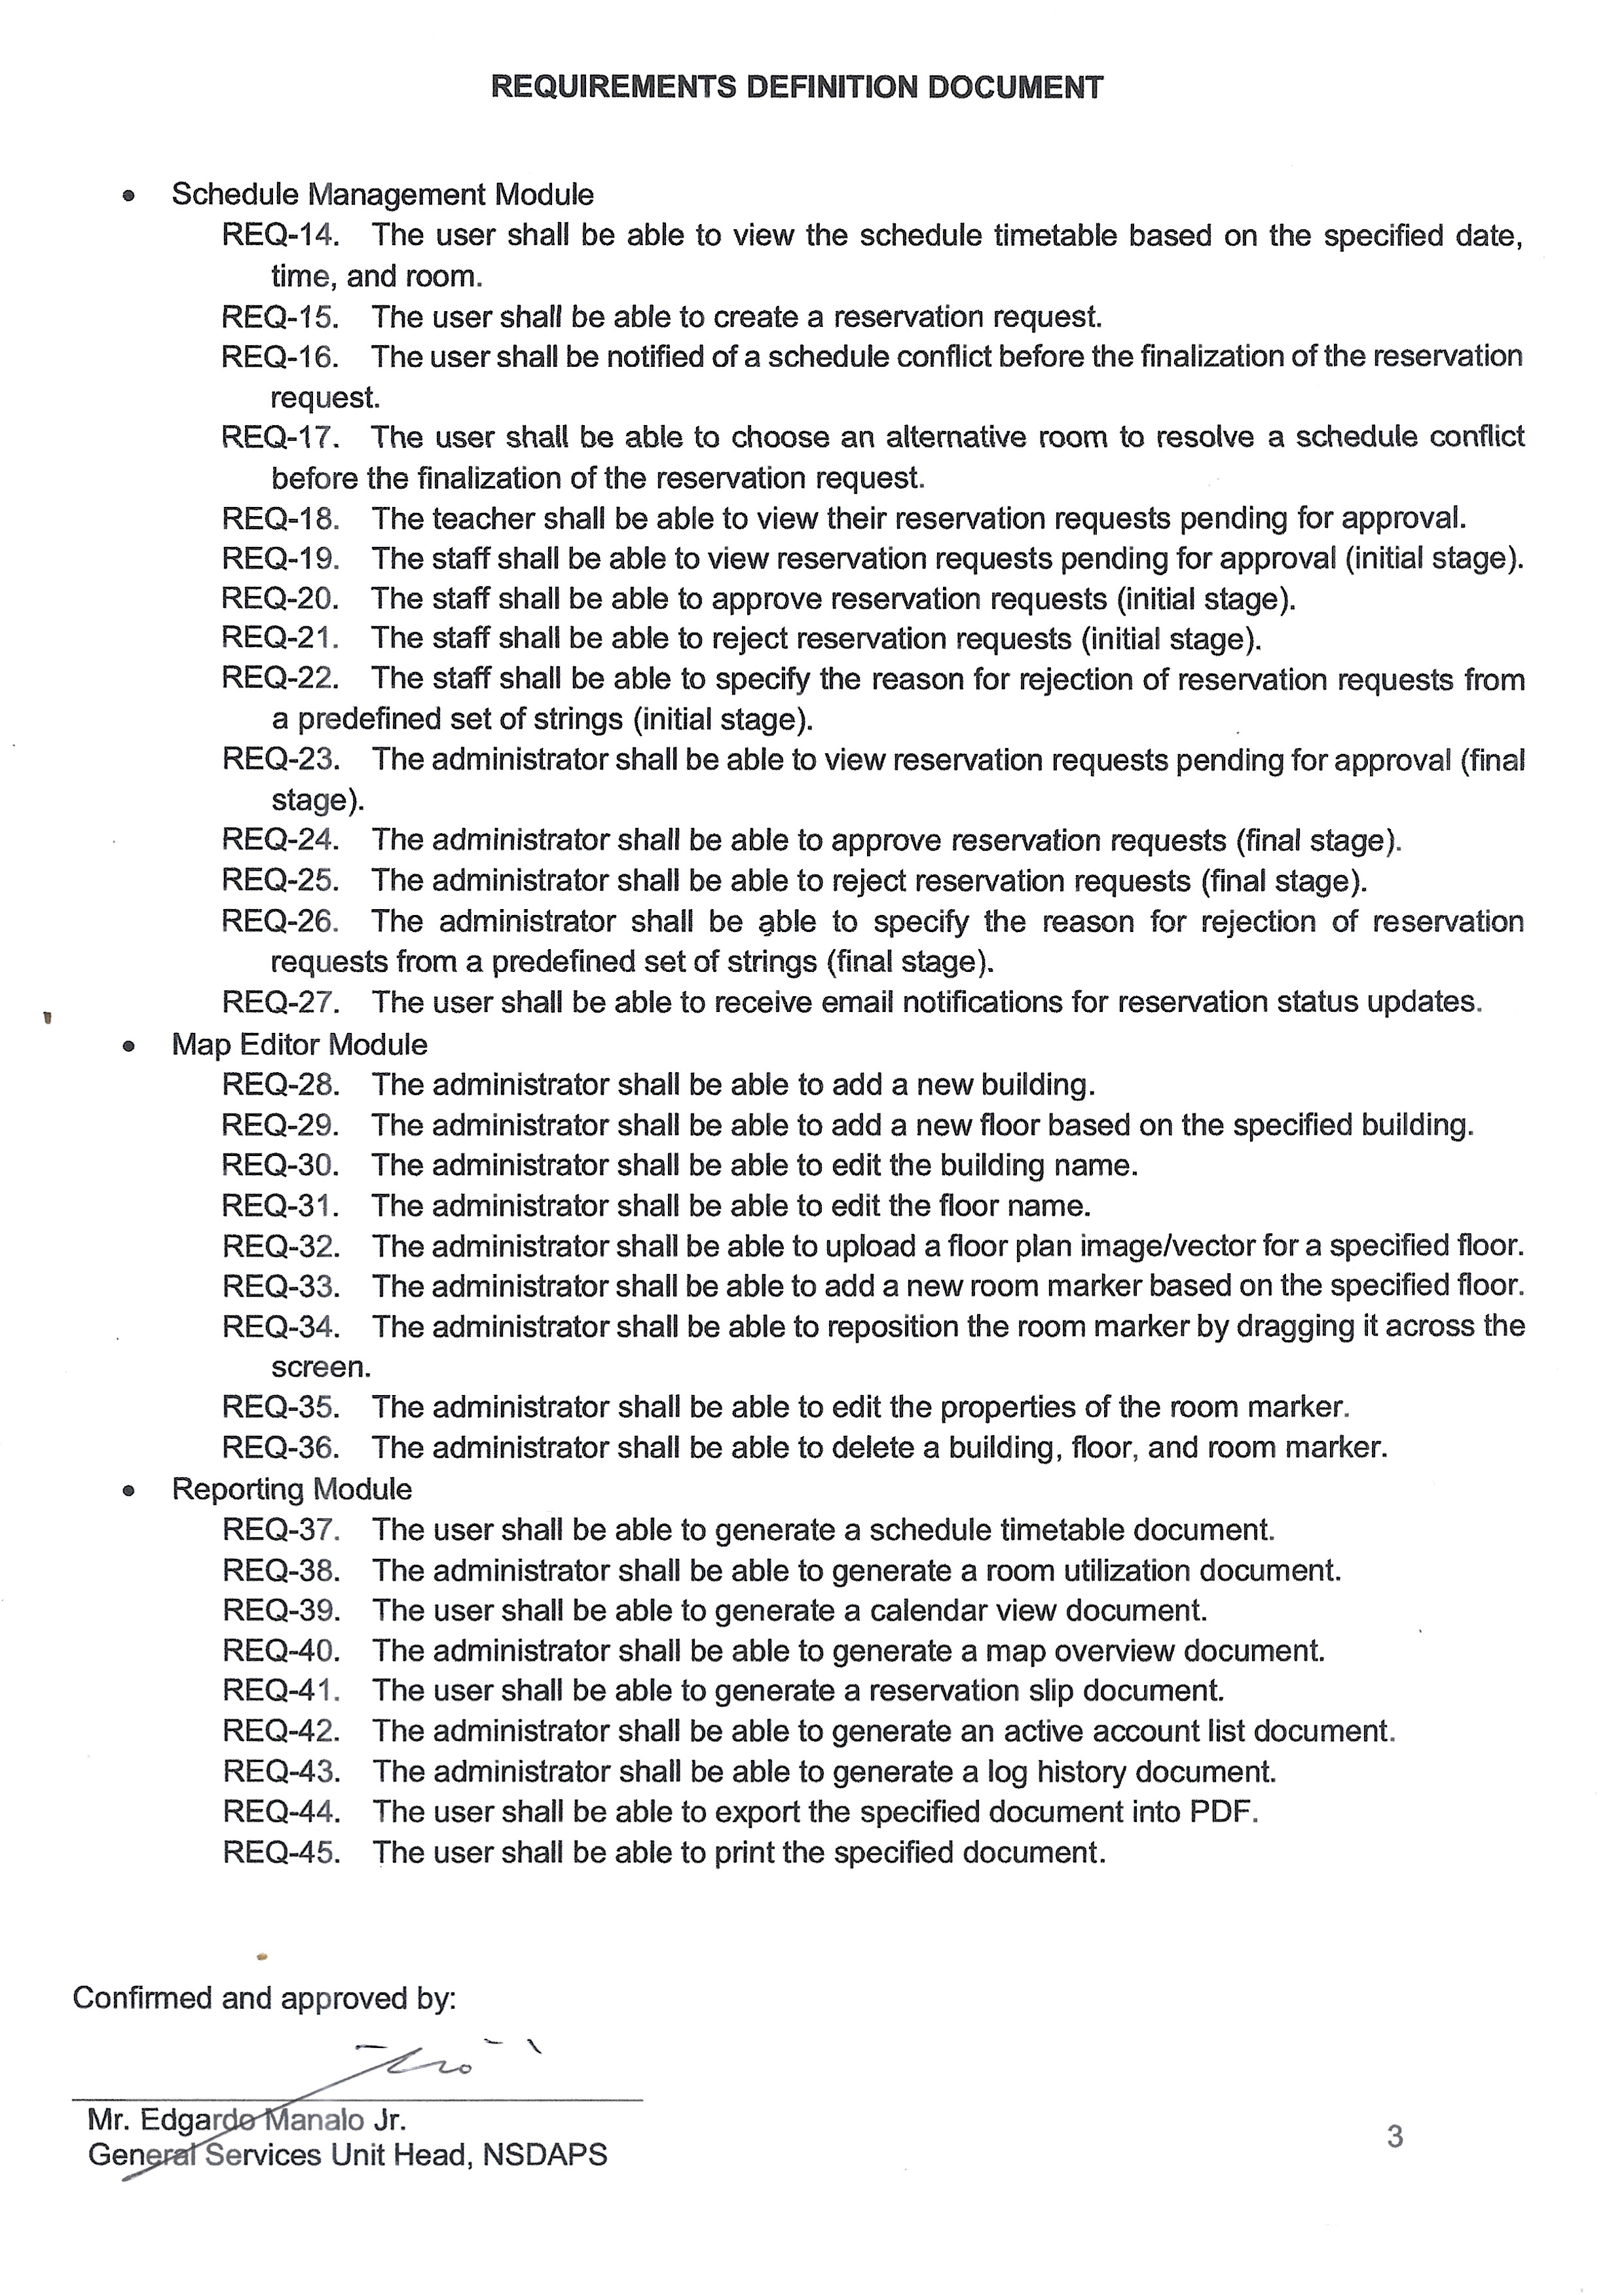 REQUIREMENTS DEFINITION DOCUMENT
• Schedule Management Module
REQ-14. The user shall be able to view the schedule timetable based on the specified date,
time, and room.
REQ-15. The user shall be able to create a reservation request.
REQ-16. The user shall be notified of a schedule conflict before the finalization of the reservation
request.
REQ-17. The user shall be able to choose an alternative room to resolve a schedule conflict
before the finalization of the reservation request.
REQ-18. The teacher shall be able to view their reservation requests pending for approval.
REQ-19. The staff shall be able to view reservation requests pending for approval (initial stage).
REQ-20. The staff shall be able to approve reservation requests (initial stage).
REQ-21. The staff shall be able to reject reservation requests (initial stage).
REQ-22. The staff shall be able to specify the reason for rejection of reservation requests from
a predefined set of strings (initial stage).
REQ-23. The administrator shall be able to view reservation requests pending for approval (final
stage).
REQ-24. The administrator shall be able to approve reservation requests (final stage).
REQ-25. The administrator shall be able to reject reservation requests (final stage).
REQ-26. The administrator shall be able to specify the reason for rejection of reservation
requests from a predefined set of strings (final stage).
REQ-27. The user shall be able to receive email notifications for reservation status updates.
• Map Editor Module
REQ-28. The administrator shall be able to add a new building.
REQ-29. The administrator shall be able to add a new floor based on the specified building.
REQ-30. The administrator shall be able to edit the building name.
REQ-31. The administrator shall be able to edit the floor name.
REQ-32. The administrator shall be able to upload a floor plan image/vector for a specified floor.
REQ-33. The administrator shall be able to add a new room marker based on the specified floor.
REQ-34. The administrator shall be able to reposition the room marker by dragging it across the
screen.
REQ-35. The administrator shall be able to edit the properties of the room marker.
REQ-36. The administrator shall be able to delete a building, floor, and room marker.
• Reporting Module
REQ-37. The user shall be able to generate a schedule timetable document.
REQ-38. The administrator shall be able to generate a room utilization document.
REQ-39. The user shall be able to generate a calendar view document.
REQ-40. The administrator shall be able to generate a map overview document.
REQ-41. The user shall be able to generate a reservation slip document.
REQ-42. The administrator shall be able to generate an active account list document.
REQ-43. The administrator shall be able to generate a log history document.
REQ-44. The user shall be able to export the specified document into PDF.
REQ-45. The user shall be able to print the specified document.
Confirmed and approved by:
Mr. Edgardo Manalo Jr.
General Services Unit Head, NSDAPS
3